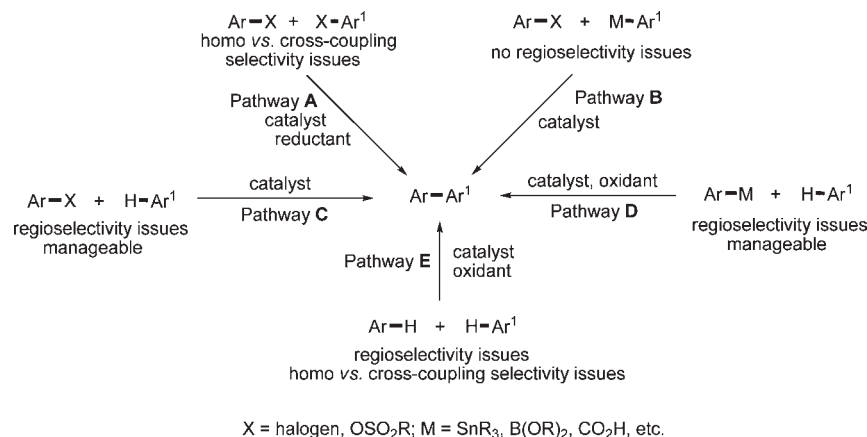 Ar–X + X–Ar¹
homo vs. cross-coupling
selectivity issues
Ar–X + M–Ar¹
no regioselectivity issues
Pathway A
catalyst
reductant
Pathway B
catalyst
Ar–X + H–Ar¹
regioselectivity issues
manageable
catalyst
Pathway C
Ar–Ar¹
catalyst, oxidant
Pathway D
Ar–M + H–Ar¹
regioselectivity issues
manageable
Pathway E
catalyst
oxidant
Ar–H + H–Ar¹
regioselectivity issues
homo vs. cross-coupling selectivity issues
X = halogen, OSO₂R; M = SnR₃, B(OR)₂, CO₂H, etc.